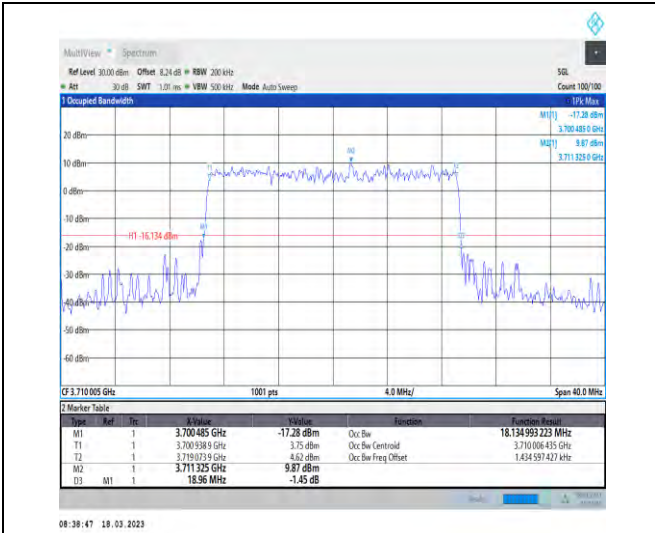 MultiView Spectrum
Ref Level 30.00 dBm Offset 8.24 dB RBW 200 kHz SGL
Att 30 dB SWT 1.01 ms VBW 500 kHz Mode Auto Sweep Count 100/100
1 Occupied Bandwidth 1Pk Max
M1[1] -17.28 dBm
3.700 485 0 GHz
M2[1] 9.87 dBm
3.711 325 0 GHz
20 dBm
M2
10 dBm
T1 T2
0 dBm
-10 dBm
M1
H1 -16.134 dBm
D3
-20 dBm
-30 dBm
-40 dBm
-50 dBm
-60 dBm
CF 3.710 005 GHz 1001 pts 4.0 MHz/ Span 40.0 MHz
2 Marker Table
Type Ref Trc X-Value Y-Value Function Function Result
M1 1 3.700 485 GHz -17.28 dBm Occ Bw 18.134 993 223 MHz
T1 1 3.700 938 9 GHz 3.75 dBm Occ Bw Centroid 3.710 006 435 GHz
T2 1 3.719 073 9 GHz 4.62 dBm Occ Bw Freq Offset 1.434 597 427 kHz
M2 1 3.711 325 GHz 9.87 dBm
D3 M1 1 18.96 MHz -1.45 dB
08:38:47 18.03.2023